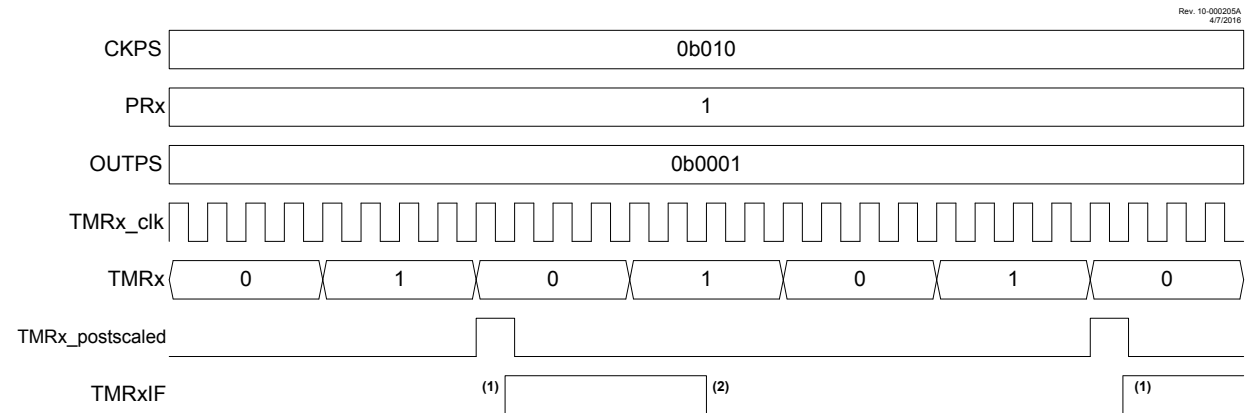 Rev. 10-000205A
4/7/2016
CKPS 0b010
PRx 1
OUTPS 0b0001
TMRx_clk
TMRx 0 1 0 1 0 1 0
TMRx_postscaled
TMRxIF (1) (2) (1)